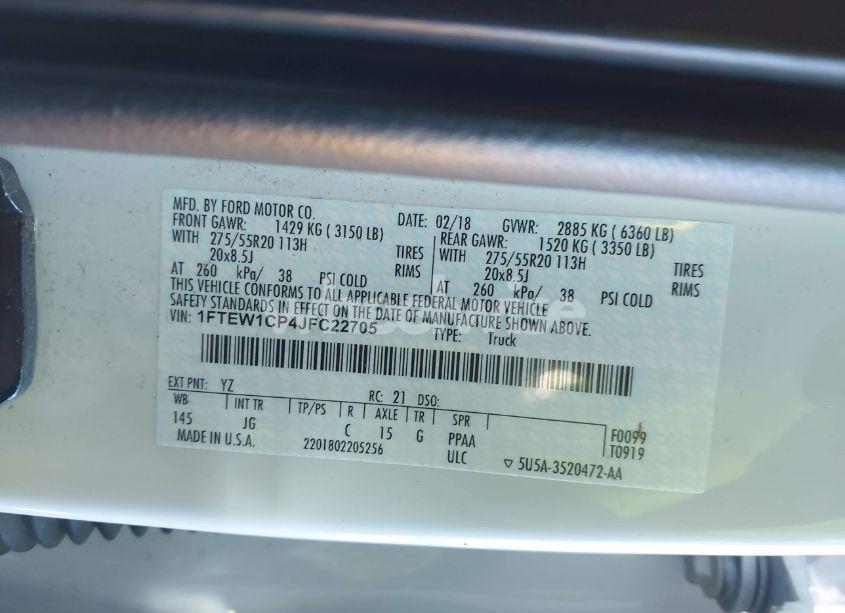 MFD. BY FORD MOTOR CO. DATE: 02/18 GVWR: 2885 KG ( 6360 LB)
FRONT GAWR: 1429 KG ( 3150 LB) REAR GAWR: 1520 KG ( 3350 LB)
WITH 275/55R20 113H TIRES WITH 275/55R20 113H TIRES
20x8.5J RIMS 20x8.5J RIMS
AT 260 kPa/ 38 PSI COLD AT 260 kPa/ 38 PSI COLD
THIS VEHICLE CONFORMS TO ALL APPLICABLE FEDERAL MOTOR VEHICLE
SAFETY STANDARDS IN EFFECT ON THE DATE OF MANUFACTURE SHOWN ABOVE.
VIN: 1FTEW1CP4JFC22705 TYPE: Truck
EXT PNT: YZ RC: 21 DSO:
WB INT TR TP/PS R AXLE TR SPR
145 JG C 15 G PPAA F0099
MADE IN U.S.A. 2201802205256 ULC T0919
5U5A-3520472-AA